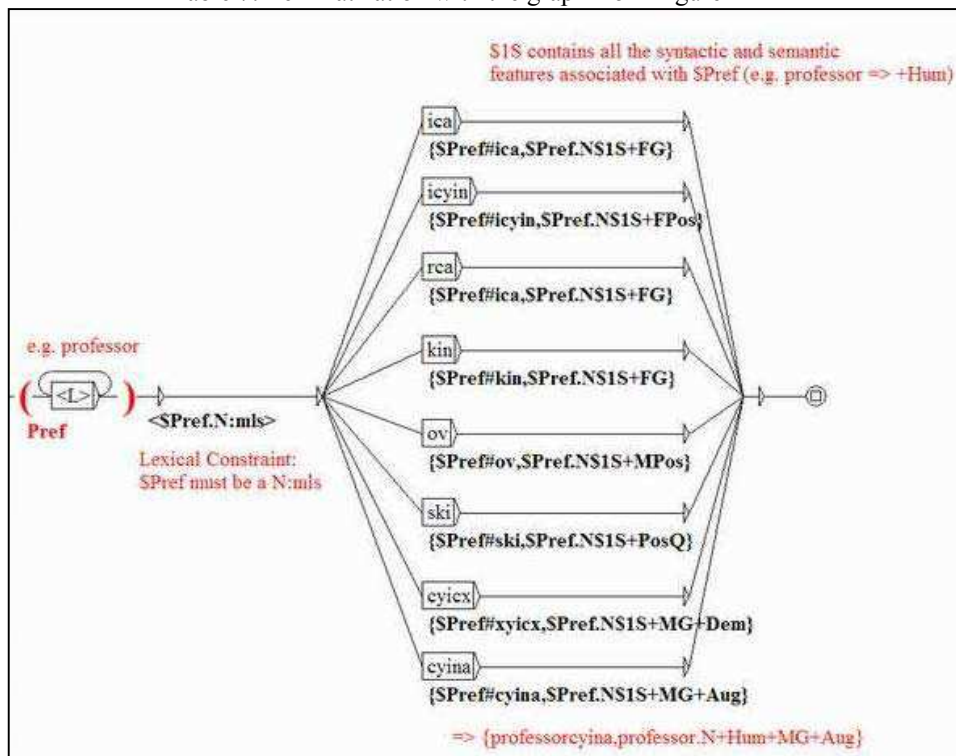 $1S contains all the syntactic and semantic
features associated with $Pref (e.g. professor => +Hum)
ica
{$Pref#ica,$Pref.N$1S+FG}
icyin
{$Pref#icyin,$Pref.N$1S+FPos}
rca
{$Pref#ica,$Pref.N$1S+FG}
e.g. professor
kin
{$Pref#kin,$Pref.N$1S+FG}
( <L> )
Pref
<$Pref.N:mls>
ov
{$Pref#ov,$Pref.N$1S+MPos}
Lexical Constraint:
$Pref must be a N:mls
ski
{$Pref#ski,$Pref.N$1S+PosQ}
cyicx
{$Pref#xyicx,$Pref.N$1S+MG+Dem}
cyina
{$Pref#cyina,$Pref.N$1S+MG+Aug}
=> {professorcyina,professor.N+Hum+MG+Aug}